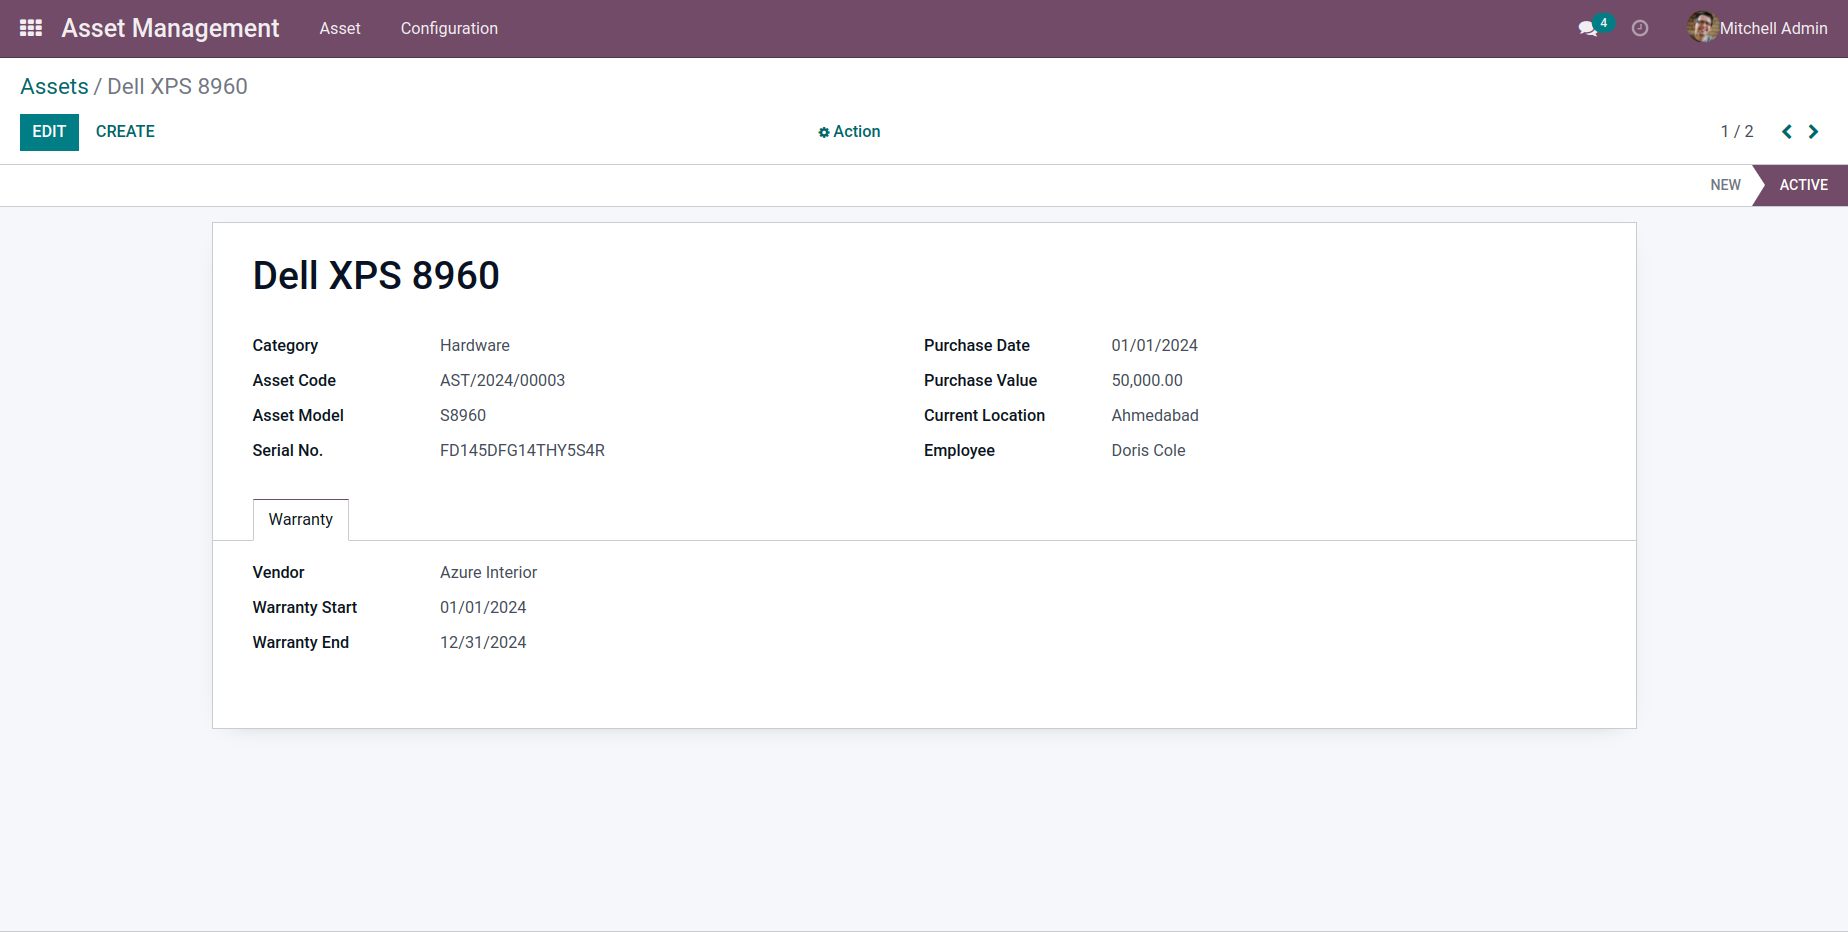 Asset Management Asset Configuration 4 Mitchell Admin
Assets / Dell XPS 8960
EDIT CREATE Action 1 / 2
NEW ACTIVE
Dell XPS 8960
Category Hardware Purchase Date 01/01/2024
Asset Code AST/2024/00003 Purchase Value 50,000.00
Asset Model S8960 Current Location Ahmedabad
Serial No. FD145DFG14THY5S4R Employee Doris Cole
Warranty
Vendor Azure Interior
Warranty Start 01/01/2024
Warranty End 12/31/2024